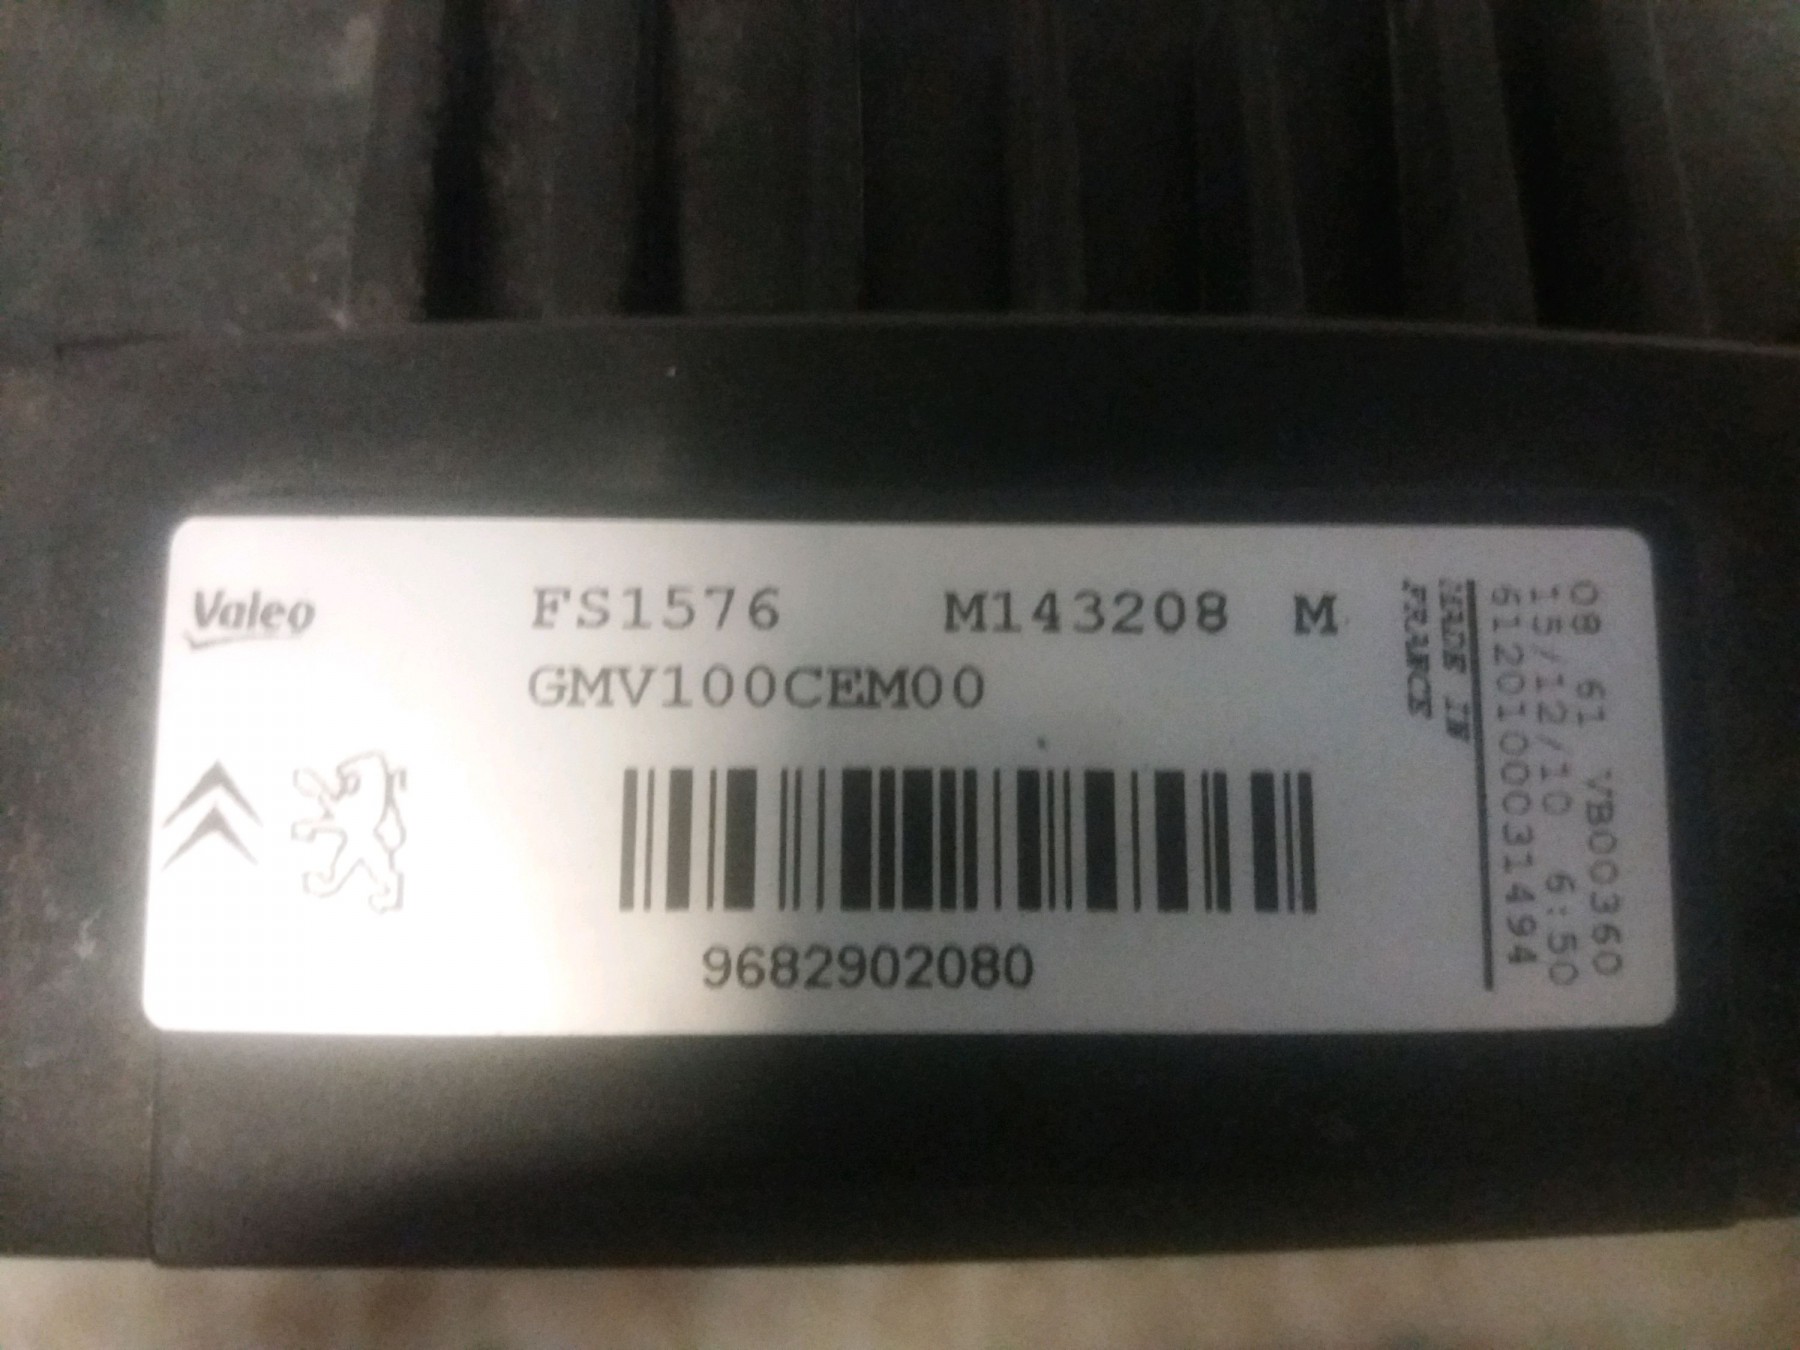 Valeo
FS1576 M143208 M
GMV100CEM00
9682902080
08 61 VB00360
15/12/10 6:50
6120100031494
MADE IN
FRANCE